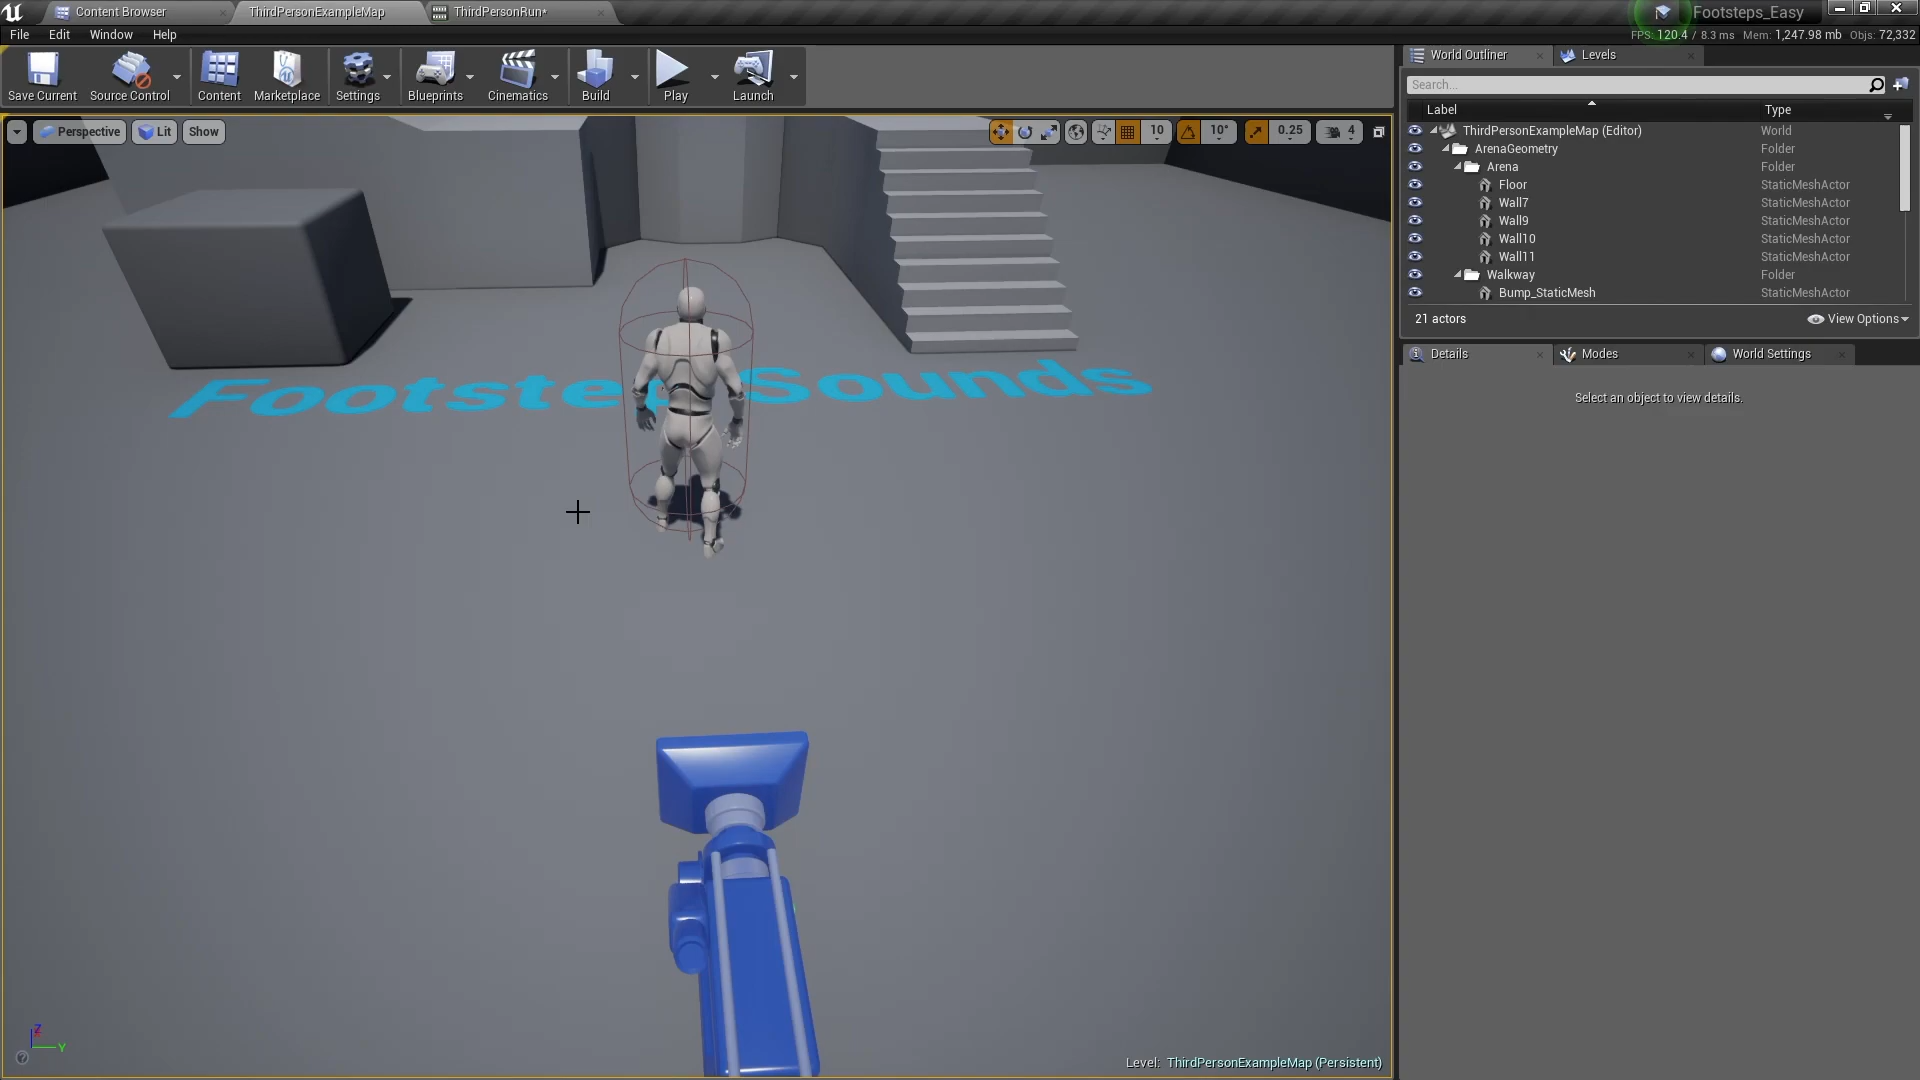 Content Browser
ThirdPersonExampleMap
ThirdPersonRun*
Footsteps_Easy
File Edit Window Help
FPS: 120.4 / 8.3 ms Mem: 1,247.98 mb Objs: 72,332
Save Current
Source Control
Content
Marketplace
Settings
Blueprints
Cinematics
Build
Play
Launch
World Outliner
Levels
Search...
Label
Type
Perspective
Lit
Show
10
10°
0.25
4
ThirdPersonExampleMap (Editor) World
ArenaGeometry Folder
Arena Folder
Floor StaticMeshActor
Wall7 StaticMeshActor
Wall9 StaticMeshActor
Wall10 StaticMeshActor
Wall11 StaticMeshActor
Walkway Folder
Bump_StaticMesh StaticMeshActor
21 actors
View Options
Details
Modes
World Settings
Select an object to view details.
Footstep Sounds
Z
Y
Level: ThirdPersonExampleMap (Persistent)